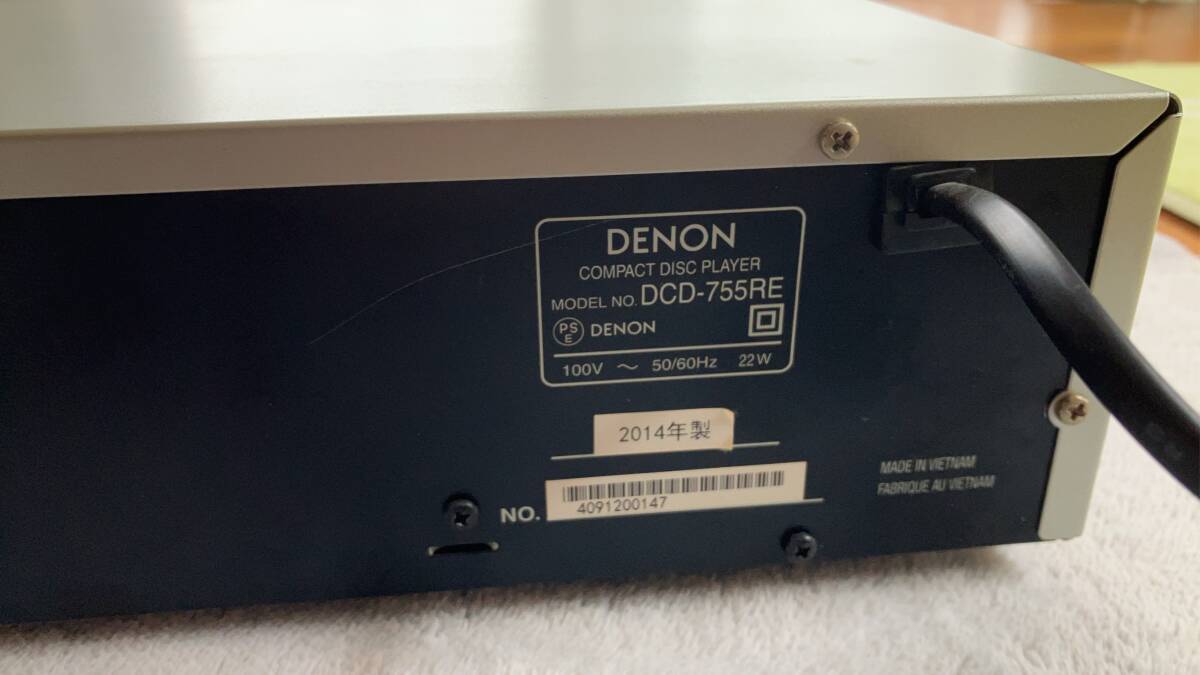 DENON
COMPACT DISC PLAYER
MODEL NO. DCD-755RE
PS E DENON
100V ～ 50/60Hz 22W
2014年製
NO. 4091200147
MADE IN VIETNAM
FABRIQUE AU VIETNAM